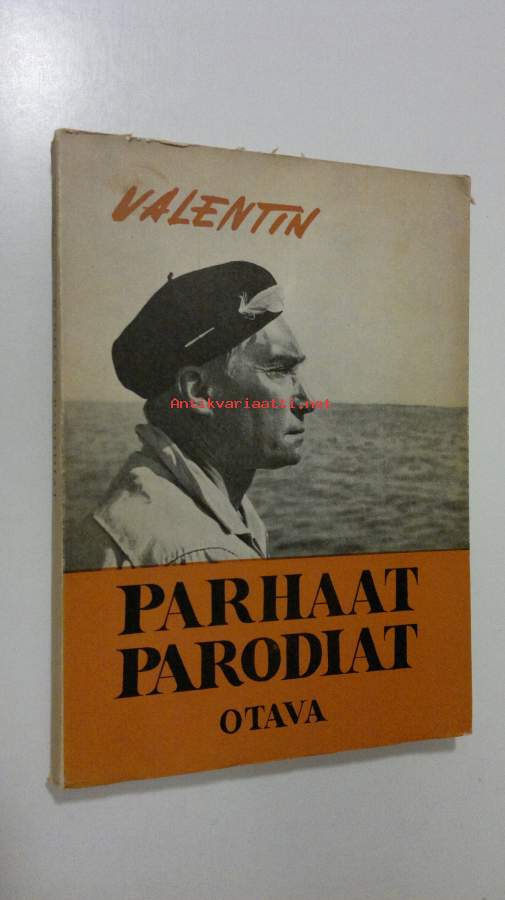 VALENTIN
Antikvariaatti.net
PARHAAT
PARODIAT
OTAVA